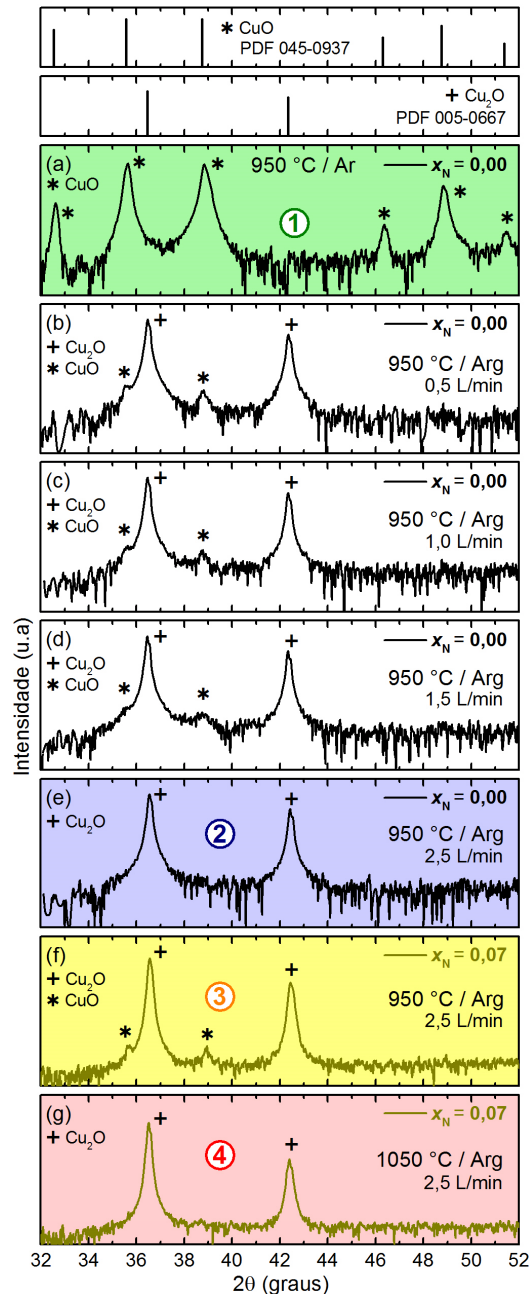 * CuO
PDF 045-0937
+ Cu₂O
PDF 005-0667
(a) 950 °C / Ar — x_N = 0,00
* CuO
* * * * * *
1
(b) + + — x_N = 0,00
+ Cu₂O
* CuO * *
950 °C / Arg
0,5 L/min
(c) + + — x_N = 0,00
+ Cu₂O
* CuO * *
950 °C / Arg
1,0 L/min
(d) + + — x_N = 0,00
+ Cu₂O
* CuO * *
950 °C / Arg
1,5 L/min
(e) + + — x_N = 0,00
+ Cu₂O
2
950 °C / Arg
2,5 L/min
(f) + + — x_N = 0,07
+ Cu₂O
* CuO * *
3
950 °C / Arg
2,5 L/min
(g) + + — x_N = 0,07
+ Cu₂O
4
1050 °C / Arg
2,5 L/min
Intensidade (u.a)
32 34 36 38 40 42 44 46 48 50 52
2θ (graus)